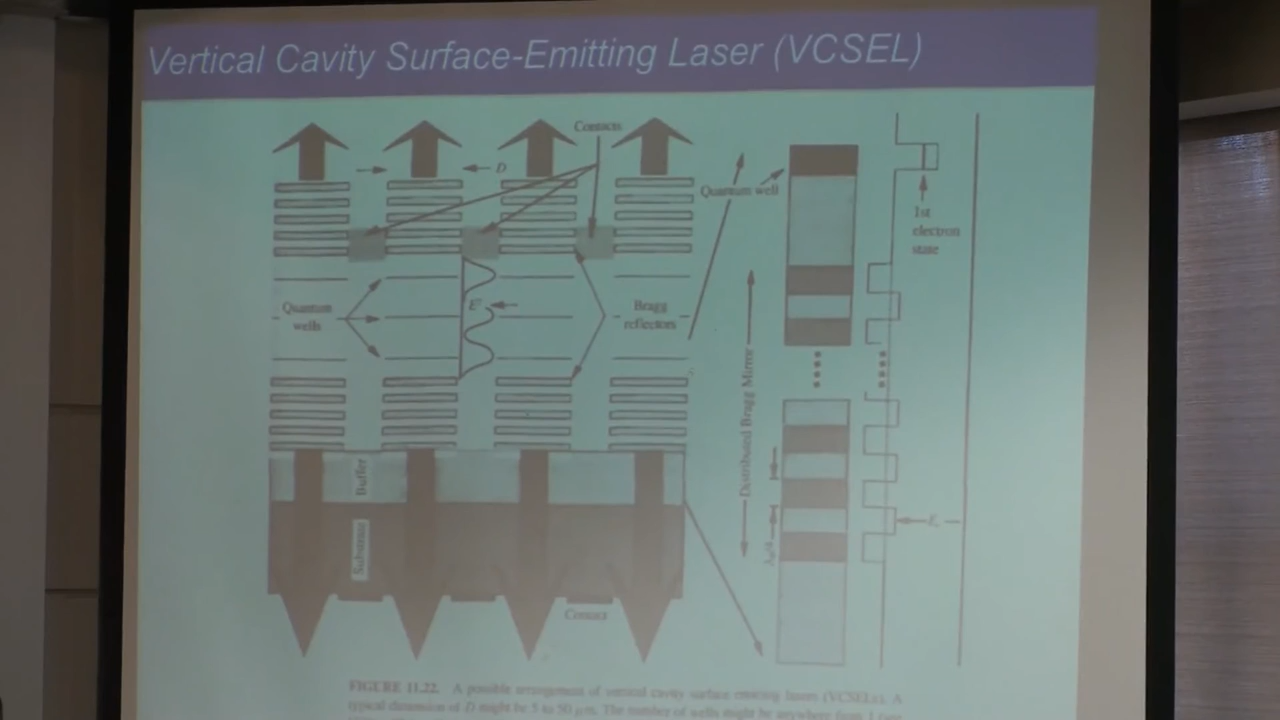 Vertical Cavity Surface-Emitting Laser (VCSEL)
Contacts
D
Quantum well
1st
electron
state
Quantum
wells
E²
Bragg
reflectors
Distributed Bragg Mirror
Buffer
Substrate
Contact
FIGURE 11.22. A possible arrangement of vertical cavity surface emitting lasers (VCSELs). A
typical dimension of D might be 5 to 50 μm. The number of wells might be anywhere from 1